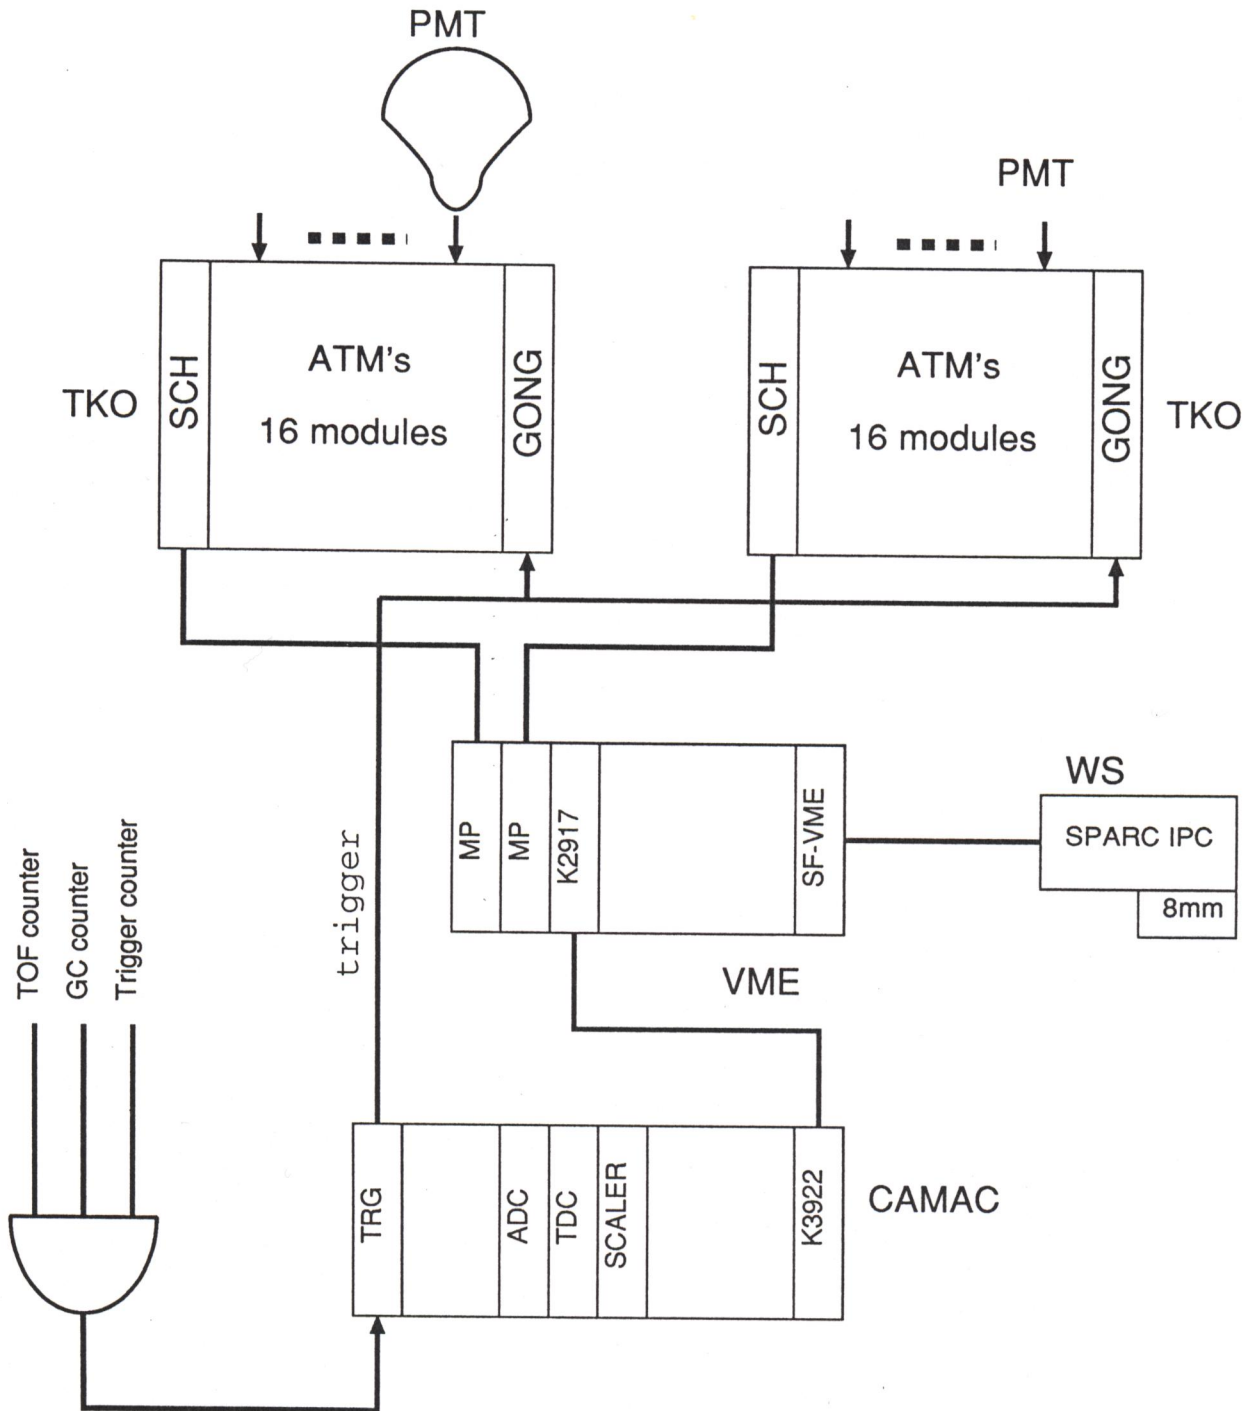 PMT
PMT
TKO
SCH
ATM's
16 modules
GONG
SCH
ATM's
16 modules
GONG
TKO
MP
MP
K2917
SF-VME
WS
SPARC IPC
8mm
VME
trigger
TOF counter
GC counter
Trigger counter
TRG
ADC
TDC
SCALER
K3922
CAMAC